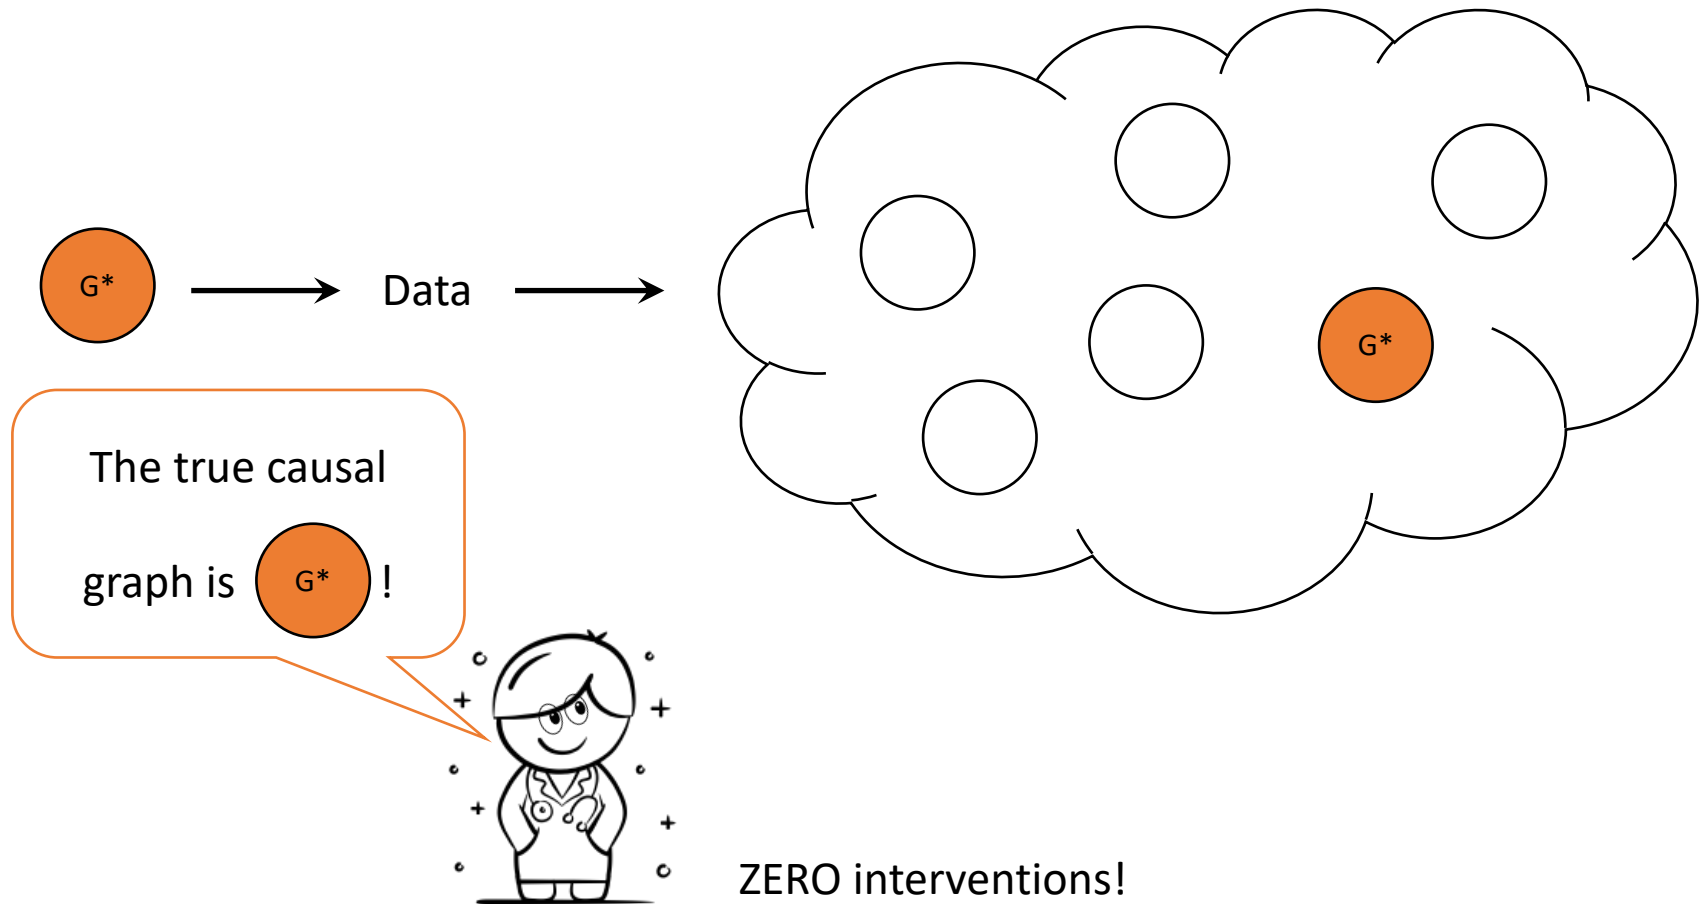 G*
Data
G*
The true causal
graph is G* !
ZERO interventions!